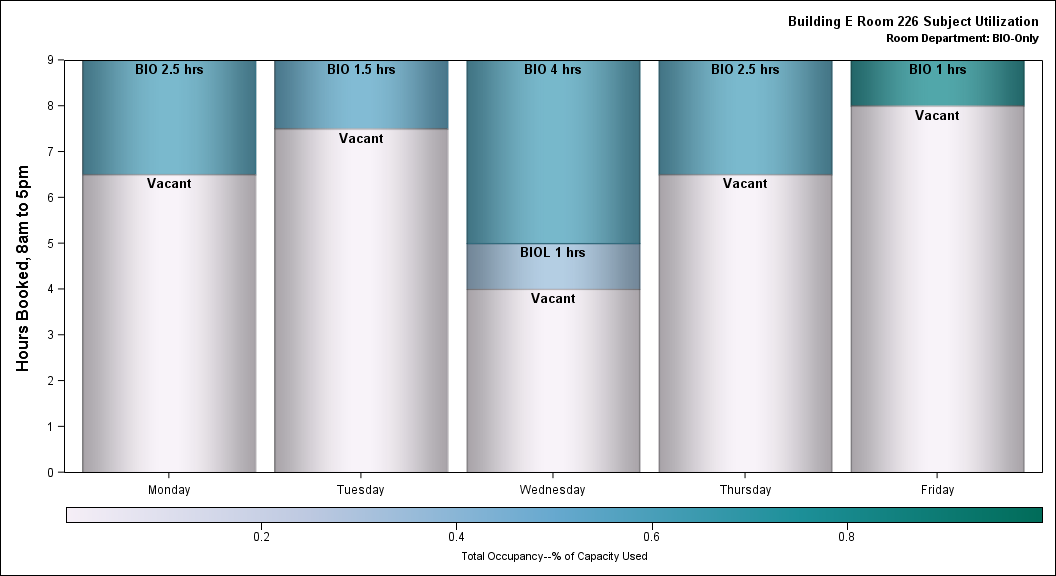 Building E Room 226 Subject Utilization
Room Department: BIO-Only
Hours Booked, 8am to 5pm
9
8
7
6
5
4
3
2
1
0
BIO 2.5 hrs
Vacant
BIO 1.5 hrs
Vacant
BIO 4 hrs
BIOL 1 hrs
Vacant
BIO 2.5 hrs
Vacant
BIO 1 hrs
Vacant
Monday Tuesday Wednesday Thursday Friday
0.2 0.4 0.6 0.8
Total Occupancy--% of Capacity Used